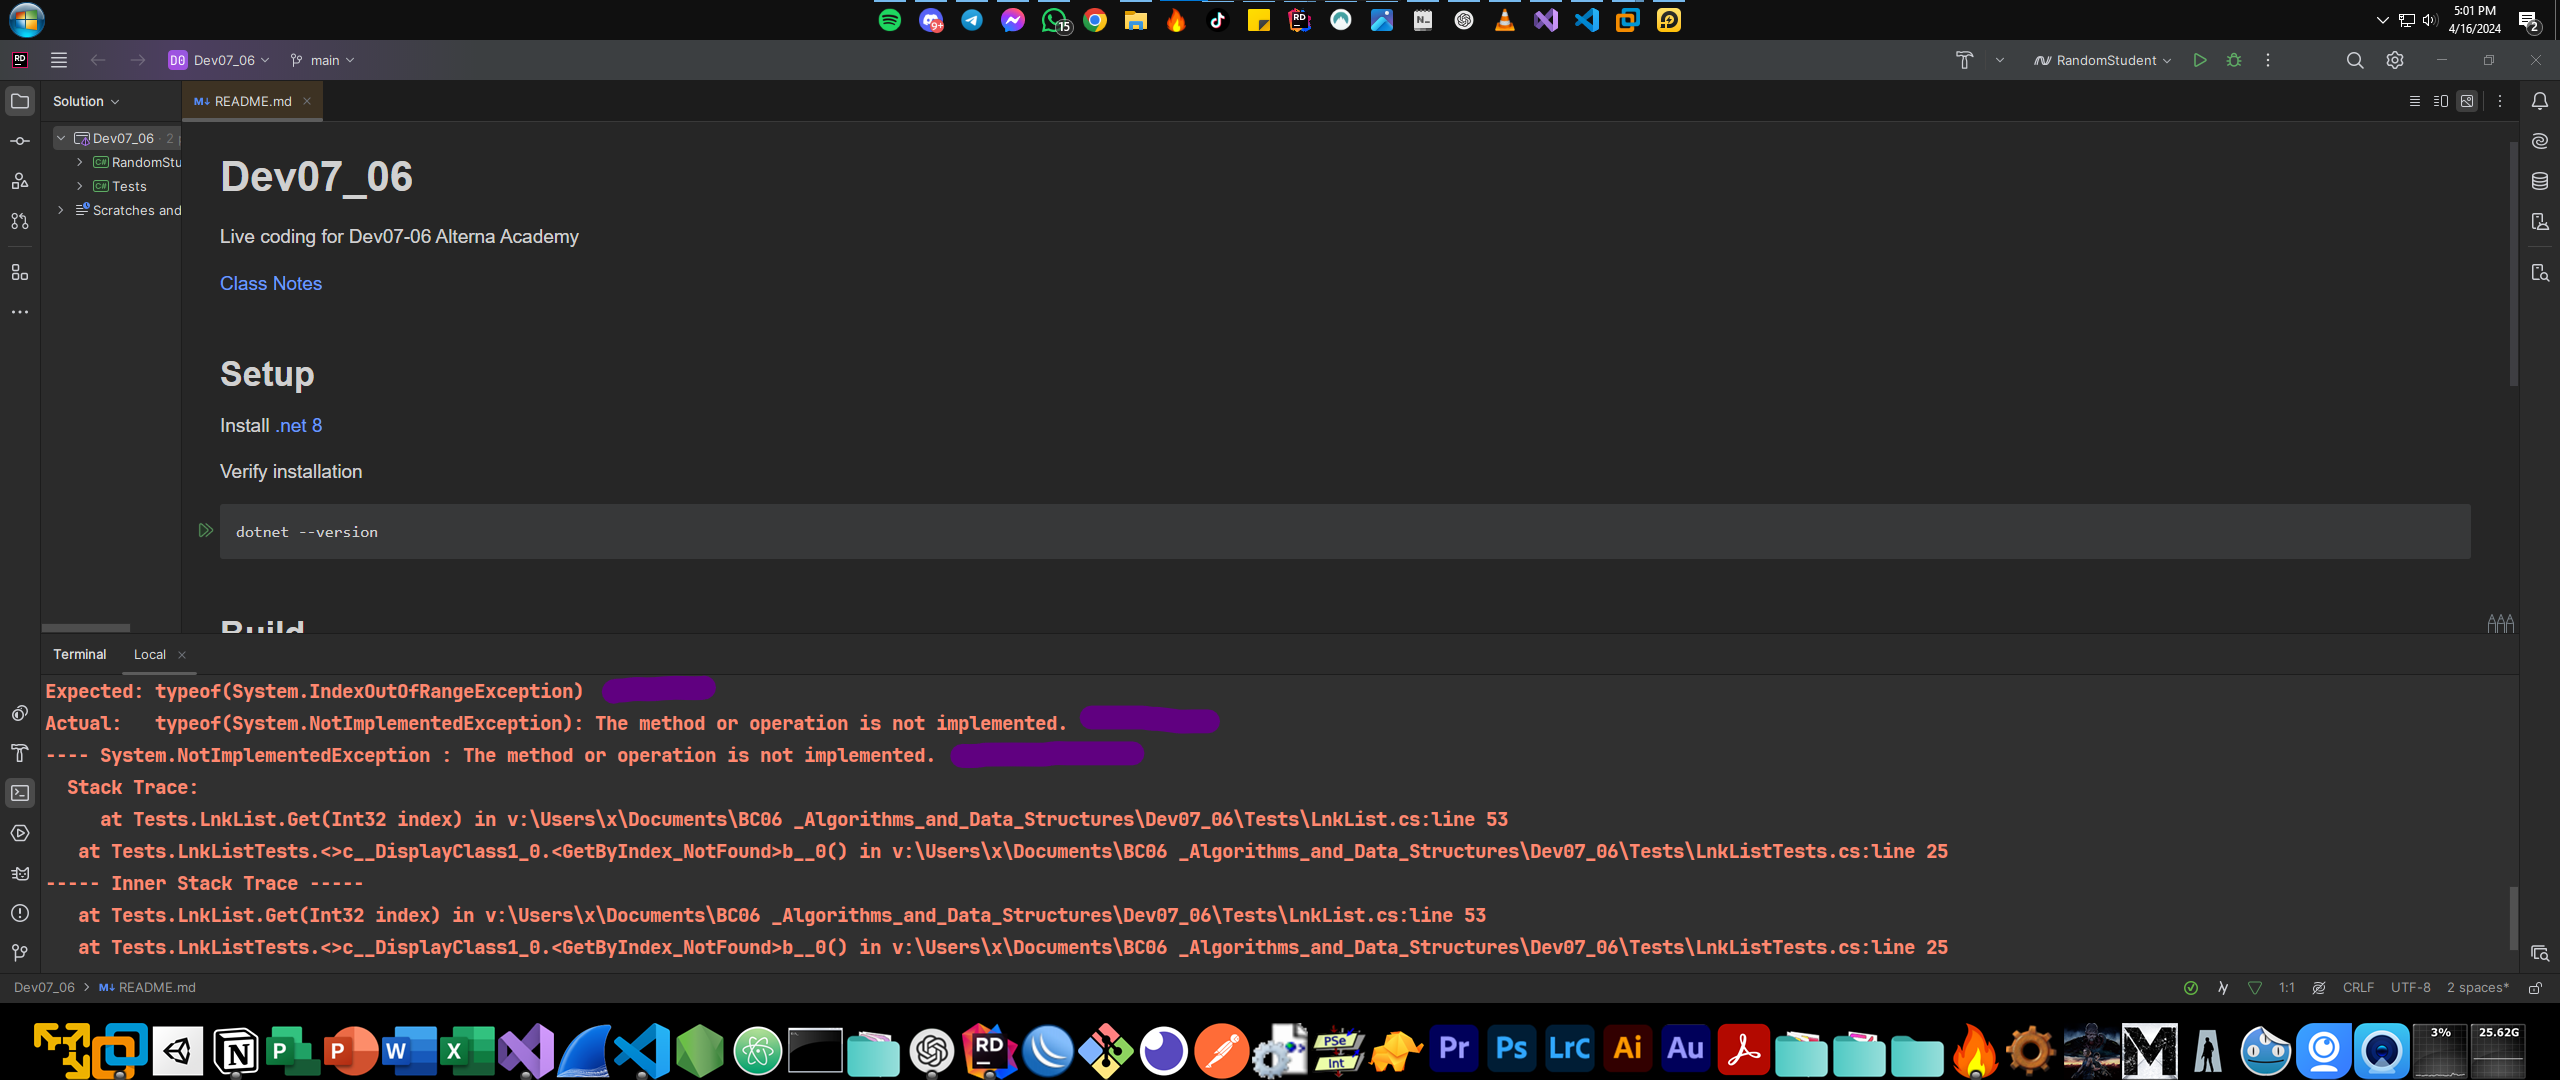 5:01 PM
4/16/2024
15
9+
2
RD
D0 Dev07_06
main
RandomStudent
Solution
M↓ README.md
Dev07_06 · 2
C# RandomStu
C# Tests
Scratches and
Dev07_06
Live coding for Dev07-06 Alterna Academy
Class Notes
Setup
Install .net 8
Verify installation
dotnet --version
Build
Terminal
Local
Expected: typeof(System.IndexOutOfRangeException)
Actual:   typeof(System.NotImplementedException): The method or operation is not implemented.
---- System.NotImplementedException : The method or operation is not implemented.
Stack Trace:
at Tests.LnkList.Get(Int32 index) in v:\Users\x\Documents\BC06 _Algorithms_and_Data_Structures\Dev07_06\Tests\LnkList.cs:line 53
at Tests.LnkListTests.<>c__DisplayClass1_0.<GetByIndex_NotFound>b__0() in v:\Users\x\Documents\BC06 _Algorithms_and_Data_Structures\Dev07_06\Tests\LnkListTests.cs:line 25
----- Inner Stack Trace -----
at Tests.LnkList.Get(Int32 index) in v:\Users\x\Documents\BC06 _Algorithms_and_Data_Structures\Dev07_06\Tests\LnkList.cs:line 53
at Tests.LnkListTests.<>c__DisplayClass1_0.<GetByIndex_NotFound>b__0() in v:\Users\x\Documents\BC06 _Algorithms_and_Data_Structures\Dev07_06\Tests\LnkListTests.cs:line 25
Dev07_06 > M↓ README.md
1:1
CRLF
UTF-8
2 spaces*
N
P
P
W
X
RD
PSe
Int
Pr
Ps
LrC
Ai
Au
M
3%
25.62G